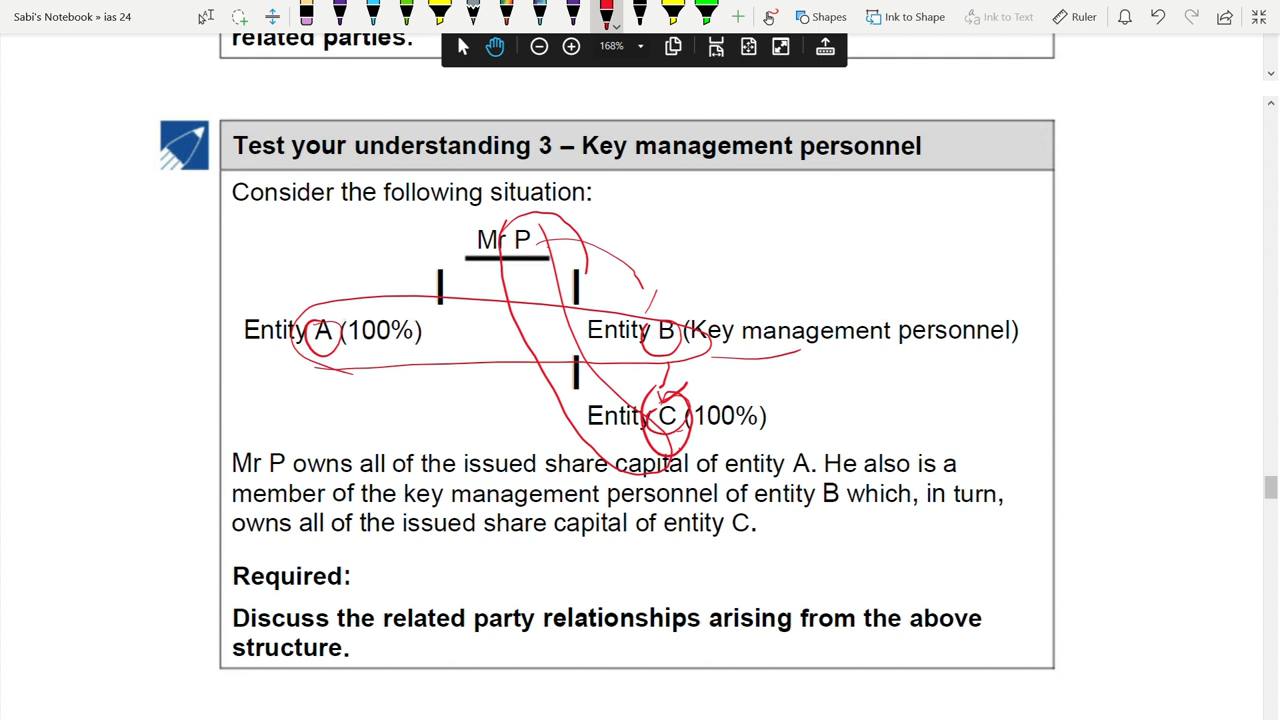 Sabi's Notebook » ias 24
Shapes
Ink to Shape
Ink to Text
Ruler
related parties.
168%
Test your understanding 3 – Key management personnel
Consider the following situation:
Mr P
Entity A (100%)
Entity B (Key management personnel)
Entity C (100%)
Mr P owns all of the issued share capital of entity A. He also is a
member of the key management personnel of entity B which, in turn,
owns all of the issued share capital of entity C.
Required:
Discuss the related party relationships arising from the above
structure.